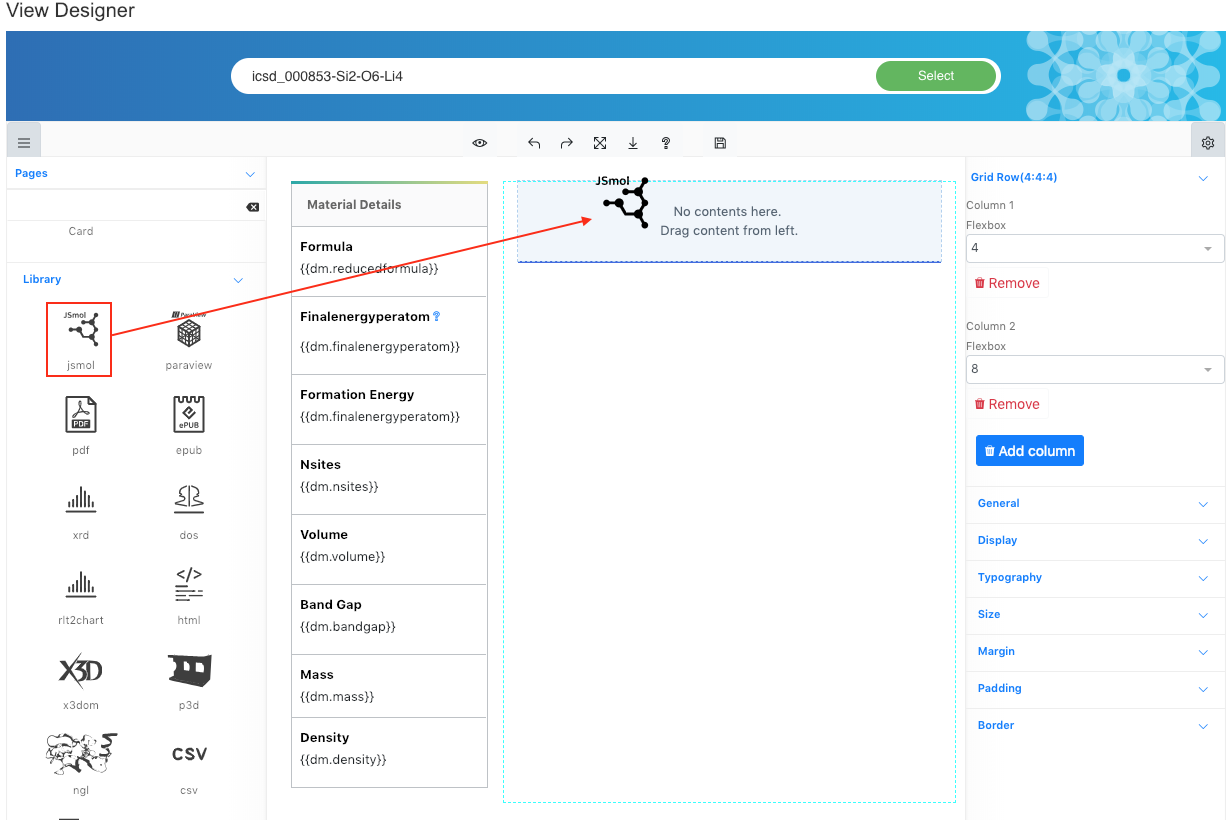 View Designer
icsd_000853-Si2-O6-Li4
Select
Pages
Card
Library
JSmol
jsmol
ParaView
paraview
PDF
pdf
ePUB
epub
xrd
dos
rlt2chart
</>
html
X3D
x3dom
p3d
ngl
CSV
csv
Material Details
Formula
{{dm.reducedformula}}
Finalenergyperatom ?
{{dm.finalenergyperatom}}
Formation Energy
{{dm.finalenergyperatom}}
Nsites
{{dm.nsites}}
Volume
{{dm.volume}}
Band Gap
{{dm.bandgap}}
Mass
{{dm.mass}}
Density
{{dm.density}}
JSmol
No contents here.
Drag content from left.
Grid Row(4:4:4)
Column 1
Flexbox
4
Remove
Column 2
Flexbox
8
Remove
Add column
General
Display
Typography
Size
Margin
Padding
Border